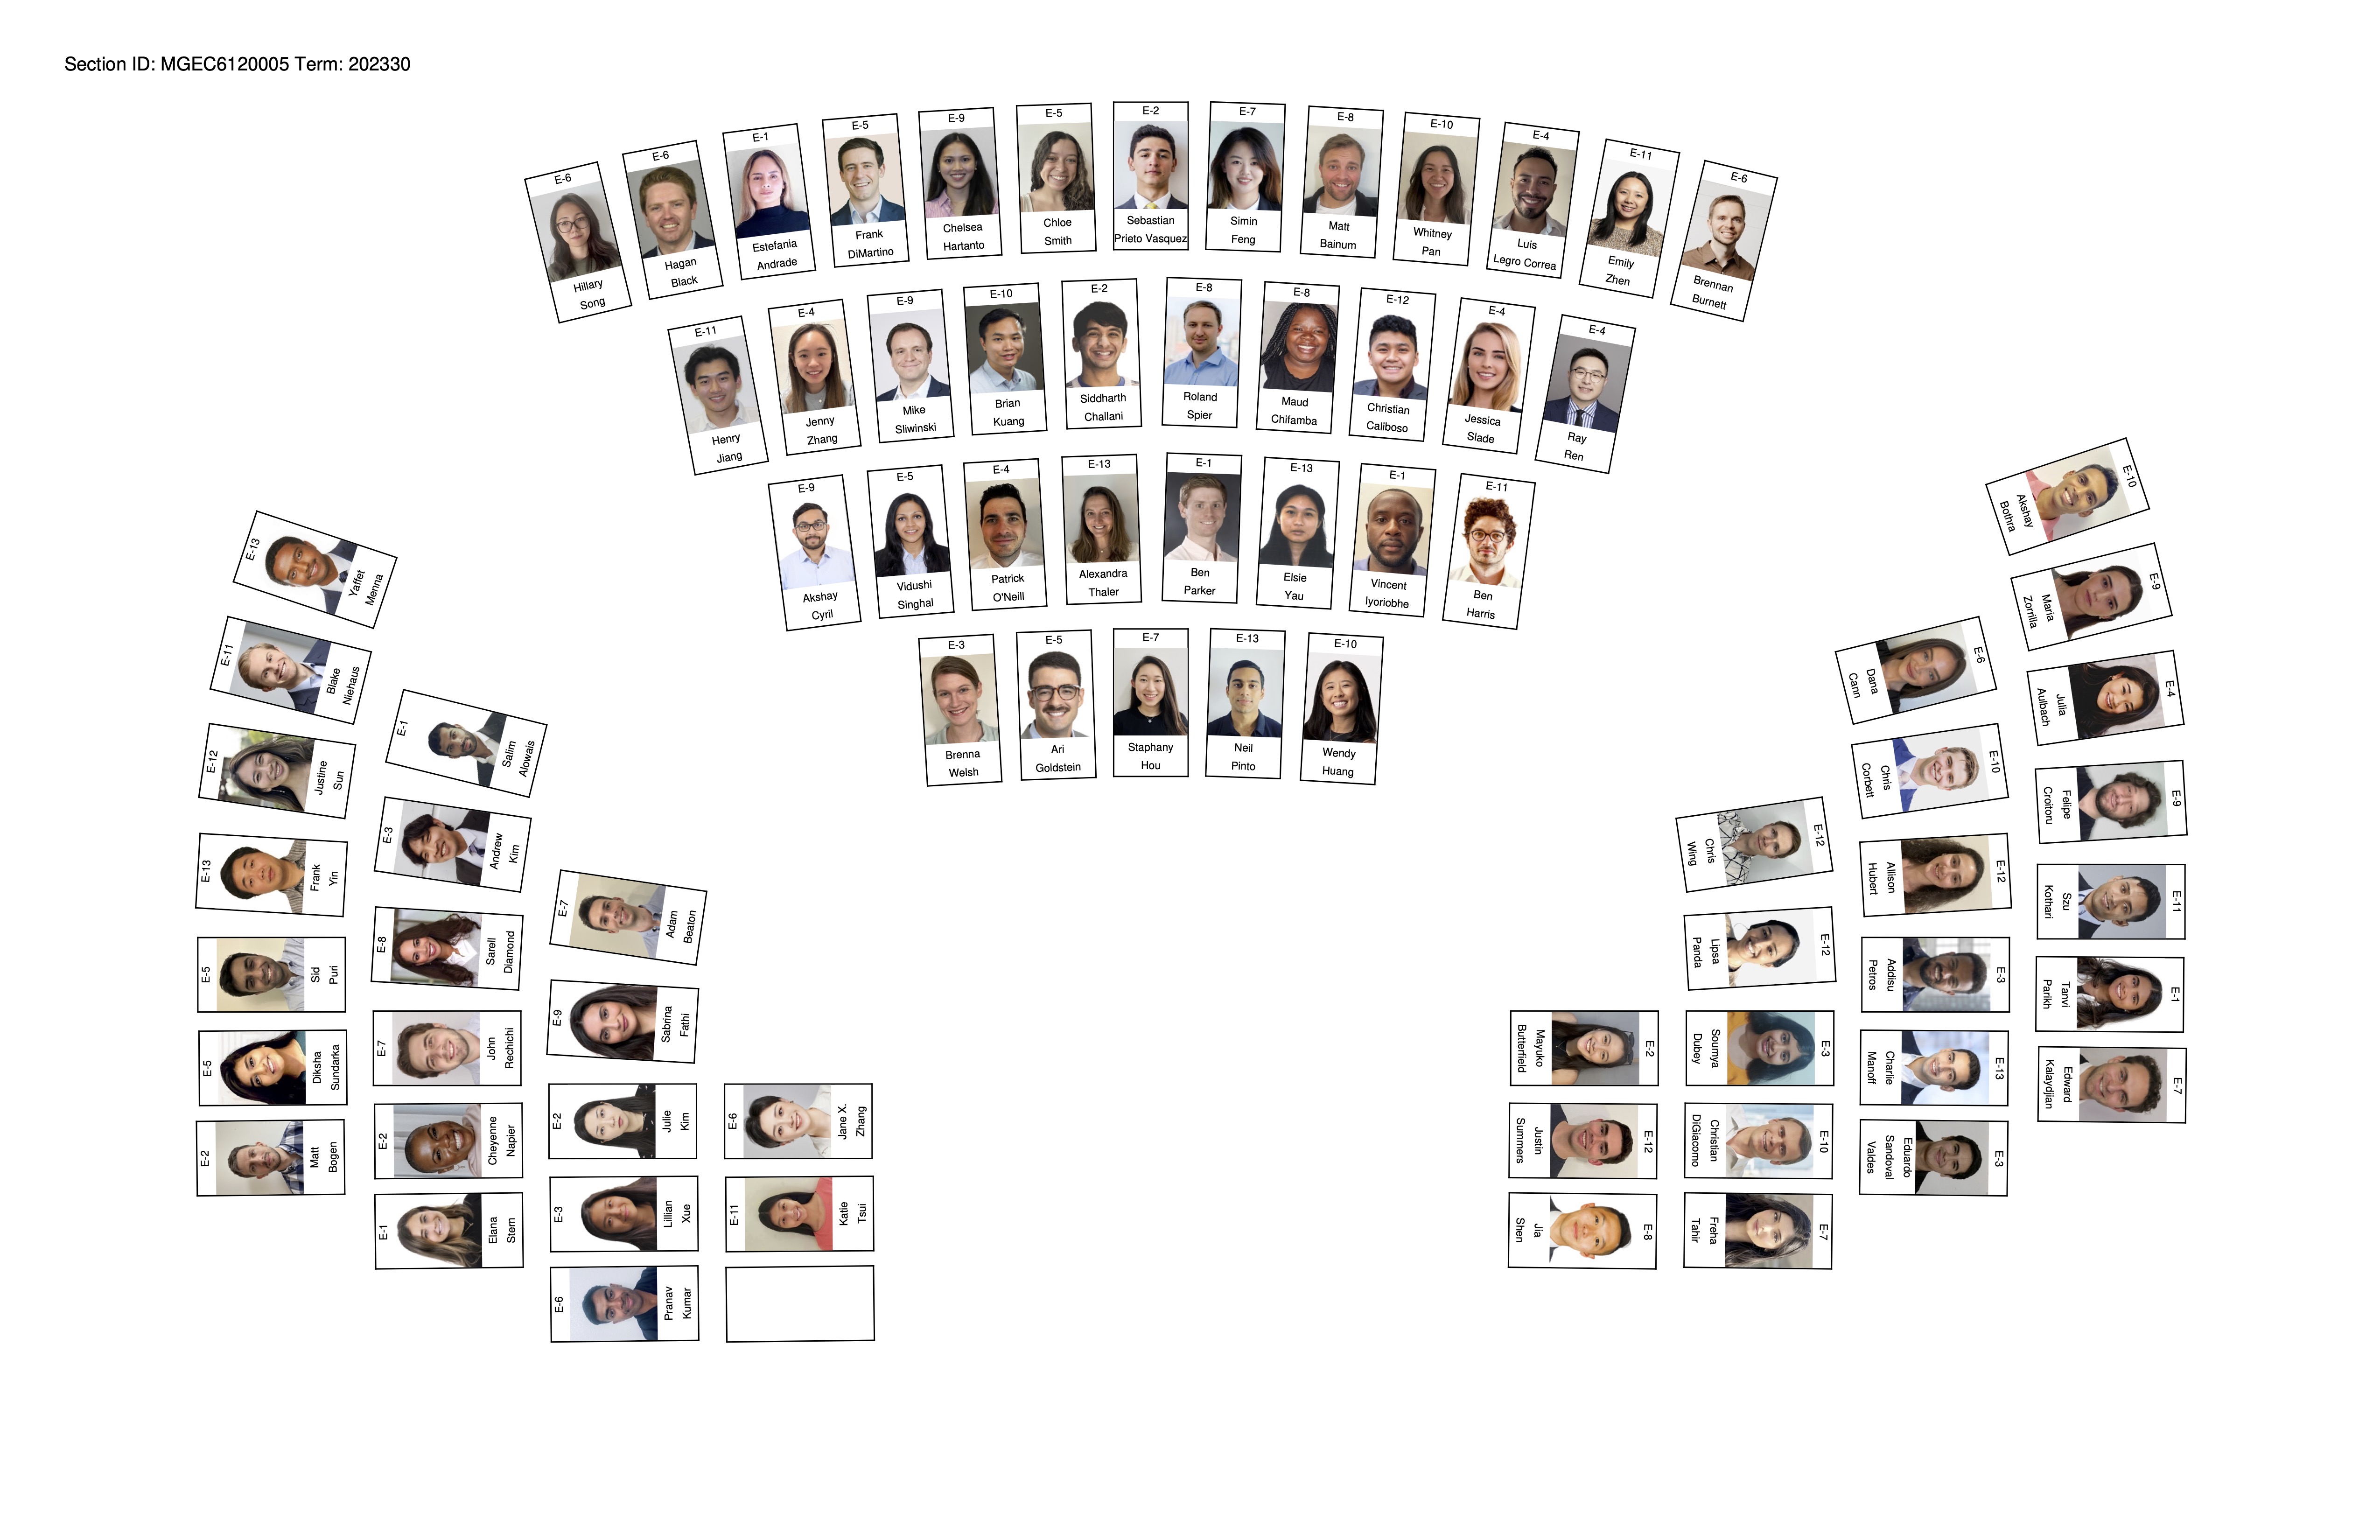 Section ID: MGEC6120005 Term: 202330
E-6
Hillary
Song
E-6
Hagan
Black
E-1
Estefania
Andrade
E-5
Frank
DiMartino
E-9
Chelsea
Hartanto
E-5
Chloe
Smith
E-2
Sebastian
Prieto Vasquez
E-7
Simin
Feng
E-8
Matt
Bainum
E-10
Whitney
Pan
E-4
Luis
Legro Correa
E-11
Emily
Zhen
E-6
Brennan
Burnett
E-11
Henry
Jiang
E-4
Jenny
Zhang
E-9
Mike
Sliwinski
E-10
Brian
Kuang
E-2
Siddharth
Challani
E-8
Roland
Spier
E-8
Maud
Chifamba
E-12
Christian
Caliboso
E-4
Jessica
Slade
E-4
Ray
Ren
E-9
Akshay
Cyril
E-5
Vidushi
Singhal
E-4
Patrick
O'Neill
E-13
Alexandra
Thaler
E-1
Ben
Parker
E-13
Elsie
Yau
E-1
Vincent
Iyoriobhe
E-11
Ben
Harris
E-3
Brenna
Welsh
E-5
Ari
Goldstein
E-7
Staphany
Hou
E-13
Neil
Pinto
E-10
Wendy
Huang
E-13
Yaffet
Menna
E-11
Blake
Niehaus
E-12
Justine
Sun
E-13
Frank
Yin
E-5
Sid
Puri
E-5
Diksha
Sundarka
E-2
Matt
Bogen
E-1
Salim
Alowais
E-3
Andrew
Kim
E-8
Sarell
Diamond
E-7
John
Rechichi
E-2
Cheyenne
Napier
E-1
Elana
Stern
E-7
Adam
Beaton
E-9
Sabrina
Fathi
E-2
Julie
Kim
E-3
Lillian
Xue
E-6
Pranav
Kumar
E-6
Jane X.
Zhang
E-11
Katie
Tsui
E-2
Mayuko
Butterfield
E-12
Justin
Summers
E-8
Jia
Shen
E-12
Chris
Wing
E-12
Lipsa
Panda
E-3
Soumya
Dubey
E-10
Christian
DiGiacomo
E-7
Freha
Tahir
E-6
Dana
Cann
E-10
Chris
Corbett
E-12
Allison
Hubert
E-3
Addisu
Petros
E-13
Charlie
Manoff
E-3
Eduardo
Sandoval
Valdes
E-10
Akshay
Bothra
E-9
Maria
Zorrilla
E-4
Julia
Aulbach
E-9
Felipe
Croitoru
E-11
Szu
Kothari
E-1
Tanvi
Parikh
E-7
Edward
Kalaydjian